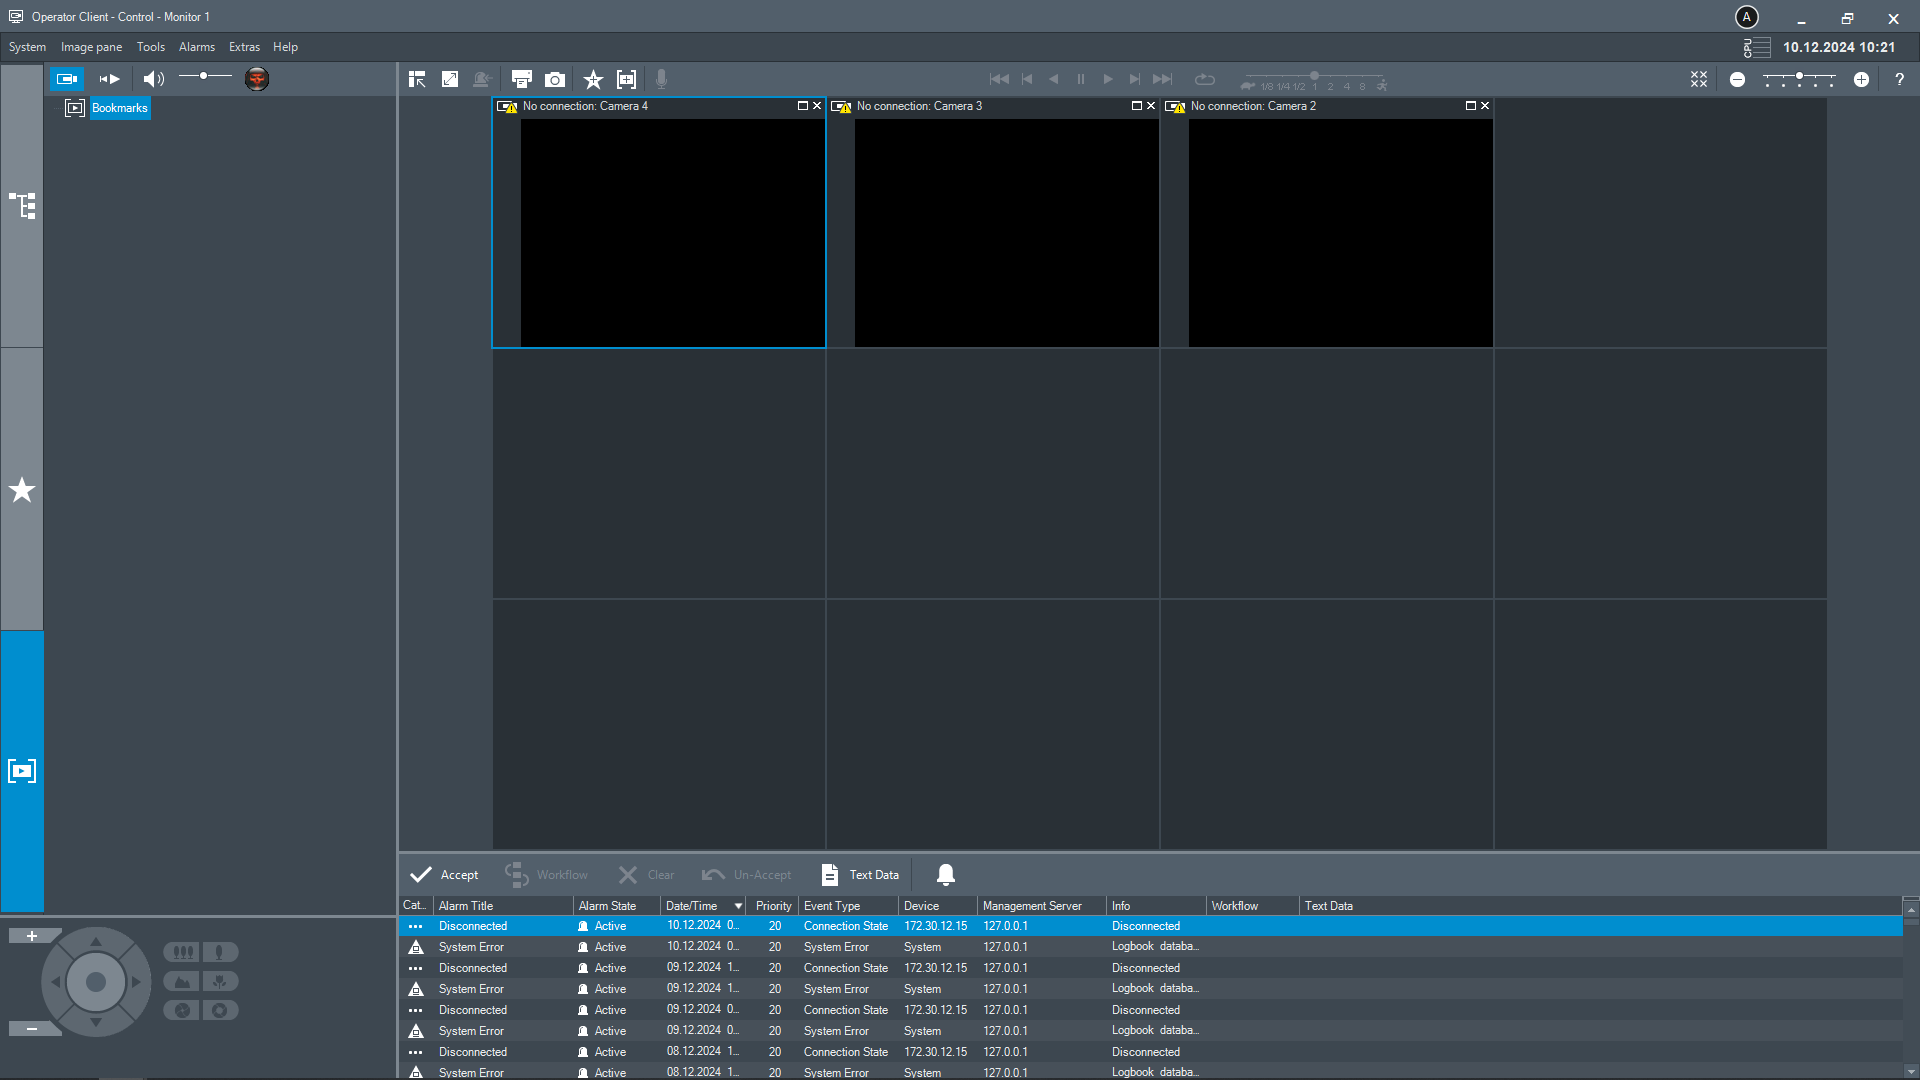 Operator Client - Control - Monitor 1
A
System Image pane Tools Alarms Extras Help
CPU 10.12.2024 10:21
1/8 1/4 1/2 1 2 4 8
?
Bookmarks
No connection: Camera 4
No connection: Camera 3
No connection: Camera 2
Accept Workflow Clear Un-Accept Text Data
Cat... Alarm Title Alarm State Date/Time Priority Event Type Device Management Server Info Workflow Text Data
Disconnected Active 10.12.2024 0... 20 Connection State 172.30.12.15 127.0.0.1 Disconnected
System Error Active 10.12.2024 0... 20 System Error System 127.0.0.1 Logbook databa...
Disconnected Active 09.12.2024 1... 20 Connection State 172.30.12.15 127.0.0.1 Disconnected
System Error Active 09.12.2024 1... 20 System Error System 127.0.0.1 Logbook databa...
Disconnected Active 09.12.2024 0... 20 Connection State 172.30.12.15 127.0.0.1 Disconnected
System Error Active 09.12.2024 0... 20 System Error System 127.0.0.1 Logbook databa...
Disconnected Active 08.12.2024 1... 20 Connection State 172.30.12.15 127.0.0.1 Disconnected
System Error Active 08.12.2024 1... 20 System Error System 127.0.0.1 Logbook databa...